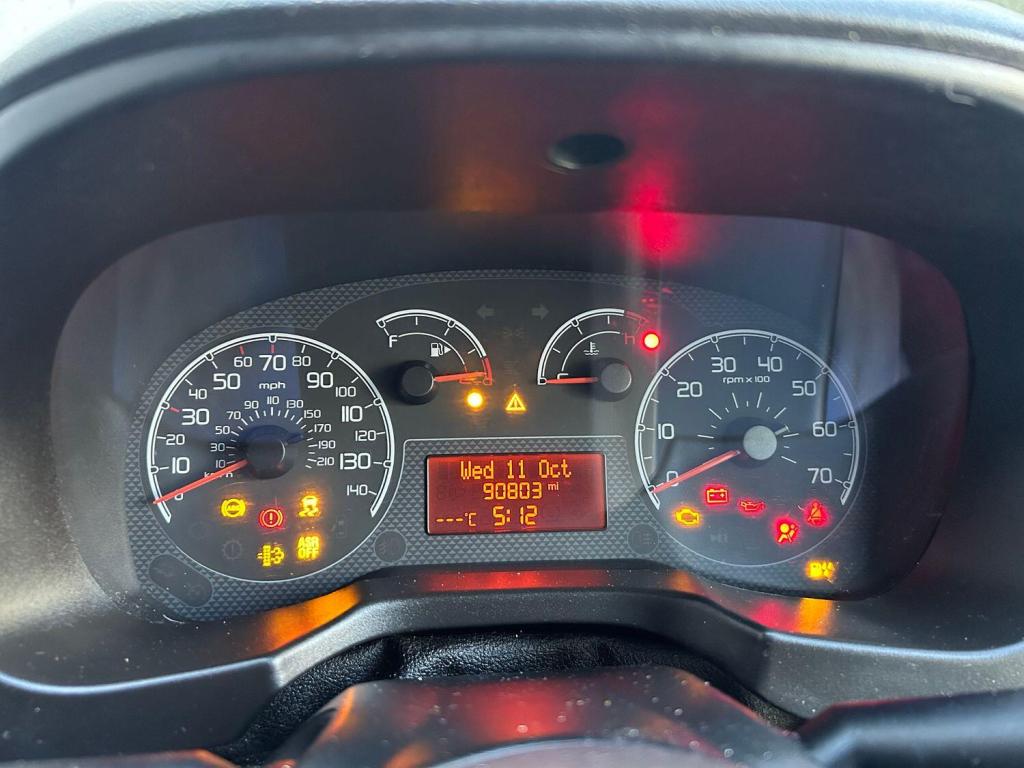 F
H
C
60 70 80
50 90
40 mph 100
30 110
20 120
10 130
140
90 110 130
70 150
50 170
30 190
10 210
km/h
30 40
20 rpm x 100 50
10 60
0 70
Wed 11 Oct
90803 mi
---°C 5:12
ABS
ASR
OFF